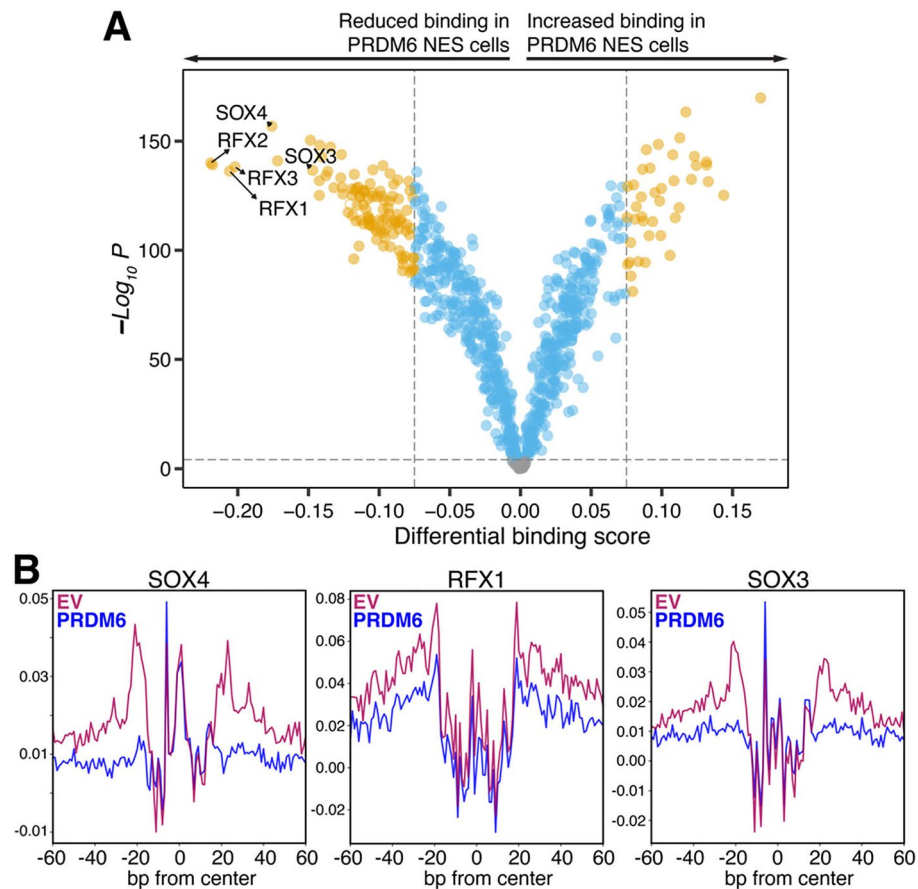 A
Reduced binding in
PRDM6 NES cells
Increased binding in
PRDM6 NES cells
−Log10 P
150
100
50
0
SOX4
RFX2
SOX3
RFX3
RFX1
−0.20 −0.15 −0.10 −0.05 0.00 0.05 0.10 0.15
Differential binding score
B
SOX4
EV
PRDM6
0.05
0.03
0.01
-0.01
-60 -40 -20 0 20 40 60
bp from center
RFX1
EV
PRDM6
0.08
0.06
0.04
0.02
0.00
-0.02
-60 -40 -20 0 20 40 60
bp from center
SOX3
EV
PRDM6
0.05
0.04
0.03
0.02
0.01
0.00
-0.01
-0.02
-60 -40 -20 0 20 40 60
bp from center